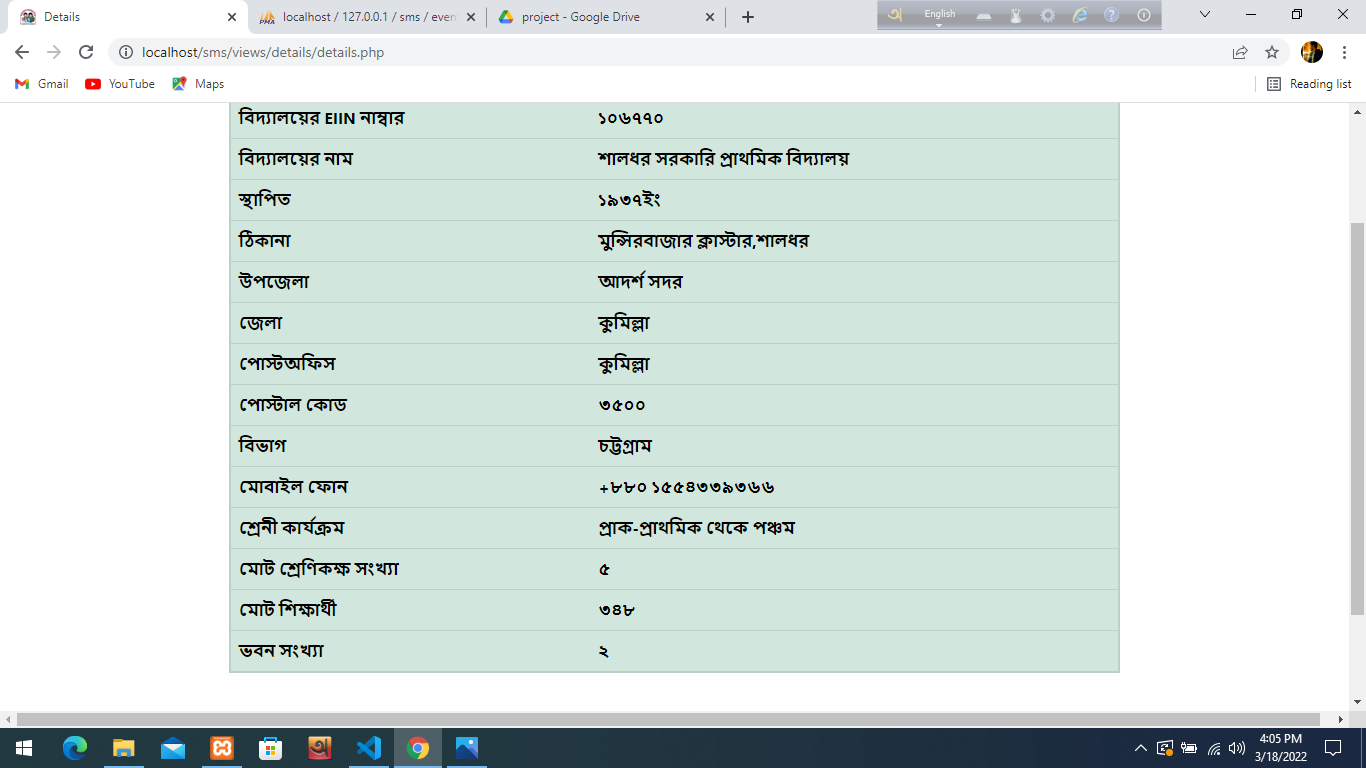 Details
localhost / 127.0.0.1 / sms / even
project - Google Drive
English
localhost/sms/views/details/details.php
Gmail
YouTube
Maps
Reading list
বিদ্যালয়ের EIIN নাম্বার ১০৬৭৭০
বিদ্যালয়ের নাম শালধর সরকারি প্রাথমিক বিদ্যালয়
স্থাপিত ১৯৩৭ইং
ঠিকানা মুন্সিরবাজার ক্লাস্টার,শালধর
উপজেলা আদর্শ সদর
জেলা কুমিল্লা
পোস্টঅফিস কুমিল্লা
পোস্টাল কোড ৩৫০০
বিভাগ চট্টগ্রাম
মোবাইল ফোন +৮৮০ ১৫৫৪৩৩৯৩৬৬
শ্রেনী কার্যক্রম প্রাক-প্রাথমিক থেকে পঞ্চম
মোট শ্রেণিকক্ষ সংখ্যা ৫
মোট শিক্ষার্থী ৩৪৮
ভবন সংখ্যা ২
4:05 PM
3/18/2022